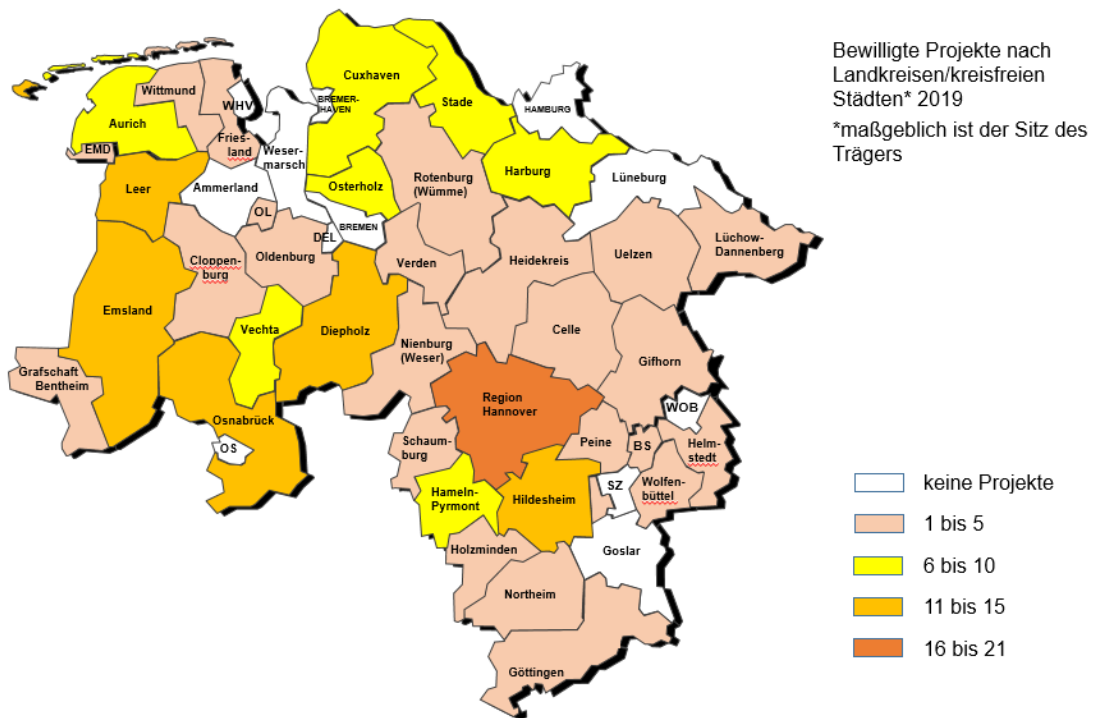 Bewilligte Projekte nach
Landkreisen/kreisfreien
Städten* 2019
*maßgeblich ist der Sitz des
Trägers
Cuxhaven
Wittmund
WHV
BREMER-
HAVEN
Stade
HAMBURG
Aurich
EMD
Fries-
land
Weser-
marsch
Leer
Ammerland
Osterholz
Rotenburg
(Wümme)
Harburg
Lüneburg
OL
DEL
BREMEN
Cloppen-
burg
Oldenburg
Verden
Heidekreis
Uelzen
Lüchow-
Dannenberg
Emsland
Vechta
Diepholz
Nienburg
(Weser)
Celle
Gifhorn
Grafschaft
Bentheim
Region
Hannover
WOB
Osnabrück
OS
Schaum-
burg
Peine
BS
Helm-
stedt
Hameln-
Pyrmont
Hildesheim
SZ
Wolfen-
büttel
Holzminden
Goslar
Northeim
Göttingen
keine Projekte
1 bis 5
6 bis 10
11 bis 15
16 bis 21